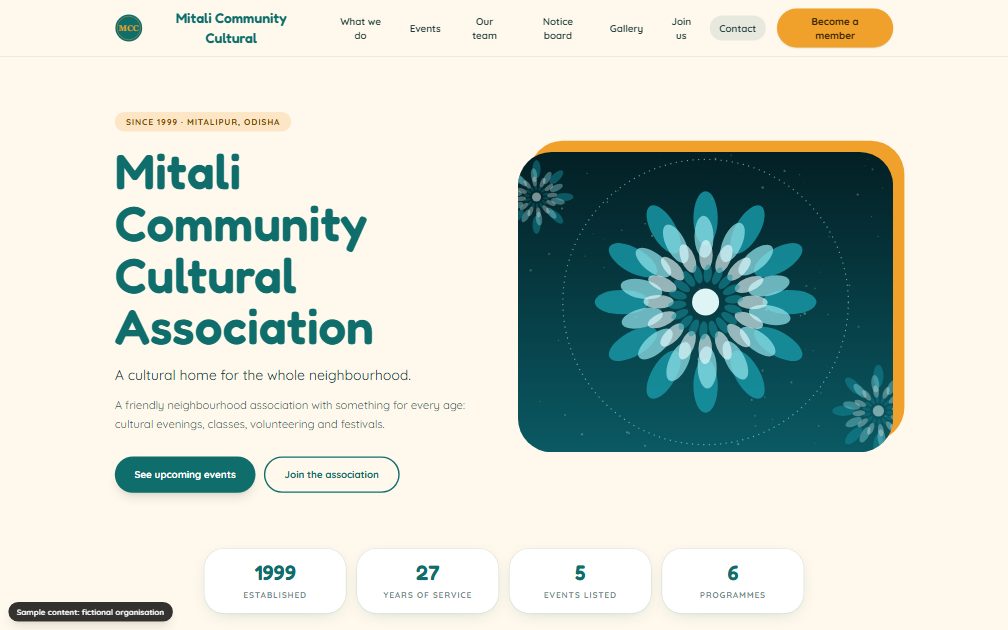 MCC
Mitali Community
Cultural
What we
do
Events
Our
team
Notice
board
Gallery
Join
us
Contact
Become a
member
SINCE 1999 · MITALIPUR, ODISHA
Mitali
Community
Cultural
Association
A cultural home for the whole neighbourhood.
A friendly neighbourhood association with something for every age:
cultural evenings, classes, volunteering and festivals.
See upcoming events
Join the association
1999
ESTABLISHED
27
YEARS OF SERVICE
5
EVENTS LISTED
6
PROGRAMMES
Sample content: fictional organisation